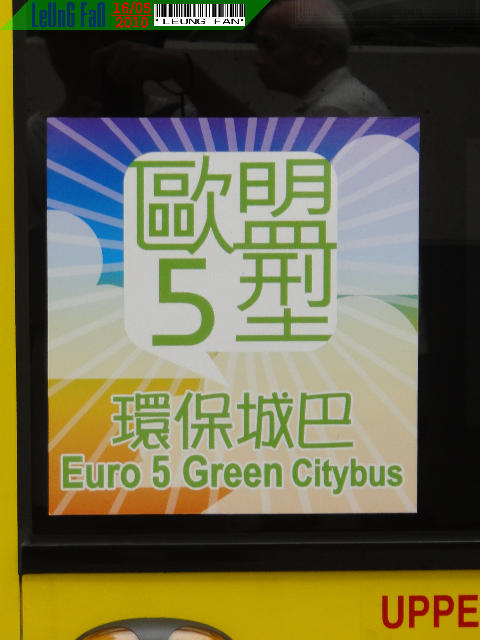 LeUnG FaN 16/05 2010 "LEUNG FAN"
歐盟
5型
環保城巴
Euro 5 Green Citybus
UPPE